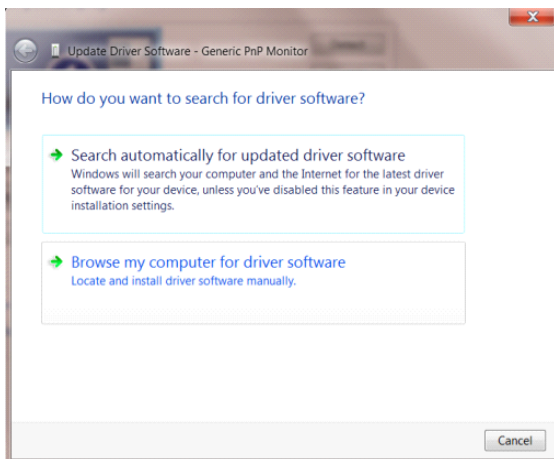 Update Driver Software - Generic PnP Monitor
How do you want to search for driver software?
Search automatically for updated driver software
Windows will search your computer and the Internet for the latest driver
software for your device, unless you've disabled this feature in your device
installation settings.
Browse my computer for driver software
Locate and install driver software manually.
Cancel